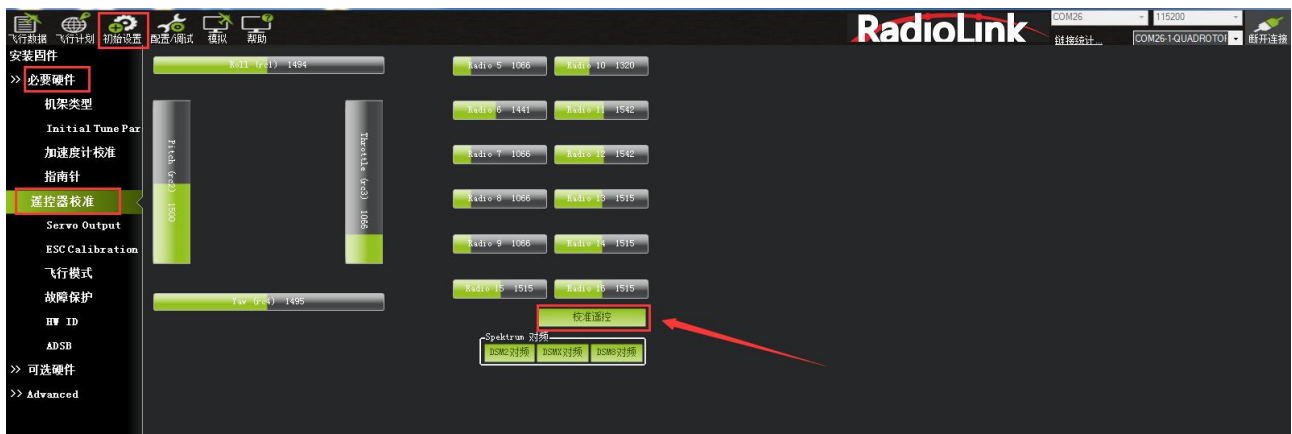 飞行数据 飞行计划 初始设置 配置/调试 模拟 帮助
RadioLink
COM26 115200
链接统计... COM26-1-QUADROTOR 断开连接
安装固件
>> 必要硬件
机架类型
Initial Tune Par
加速度计校准
指南针
遥控器校准
Servo Output
ESC Calibration
飞行模式
故障保护
HW ID
ADSB
>> 可选硬件
>> Advanced
Roll (rc1) 1494
Pitch (rc2) 1500
Throttle (rc3) 1066
Yaw (rc4) 1495
Radio 5 1066 Radio 10 1320
Radio 6 1441 Radio 11 1542
Radio 7 1066 Radio 12 1542
Radio 8 1066 Radio 13 1515
Radio 9 1066 Radio 14 1515
Radio 15 1515 Radio 16 1515
校准遥控
Spektrum 对频
DSM2对频 DSMX对频 DSM8对频